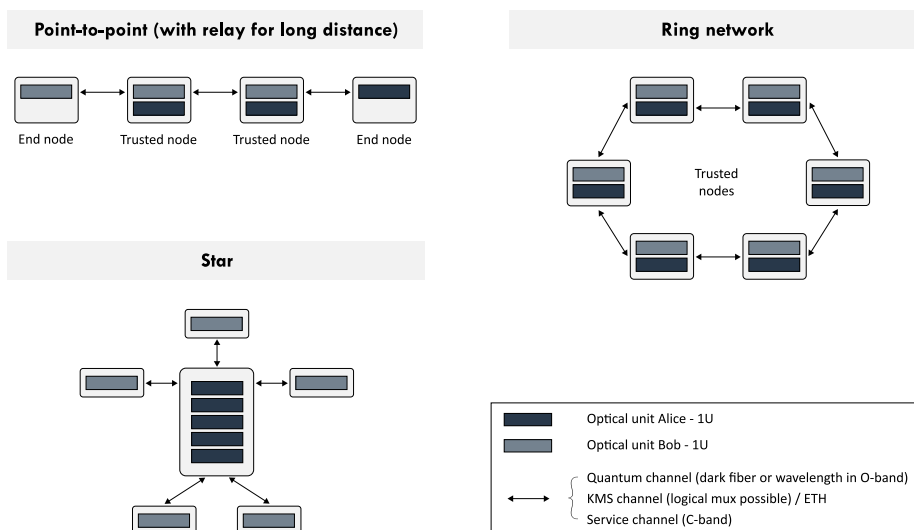 Point-to-point (with relay for long distance)
End node
Trusted node
Trusted node
End node
Ring network
Trusted
nodes
Star
Optical unit Alice - 1U
Optical unit Bob - 1U
Quantum channel (dark fiber or wavelength in O-band)
KMS channel (logical mux possible) / ETH
Service channel (C-band)